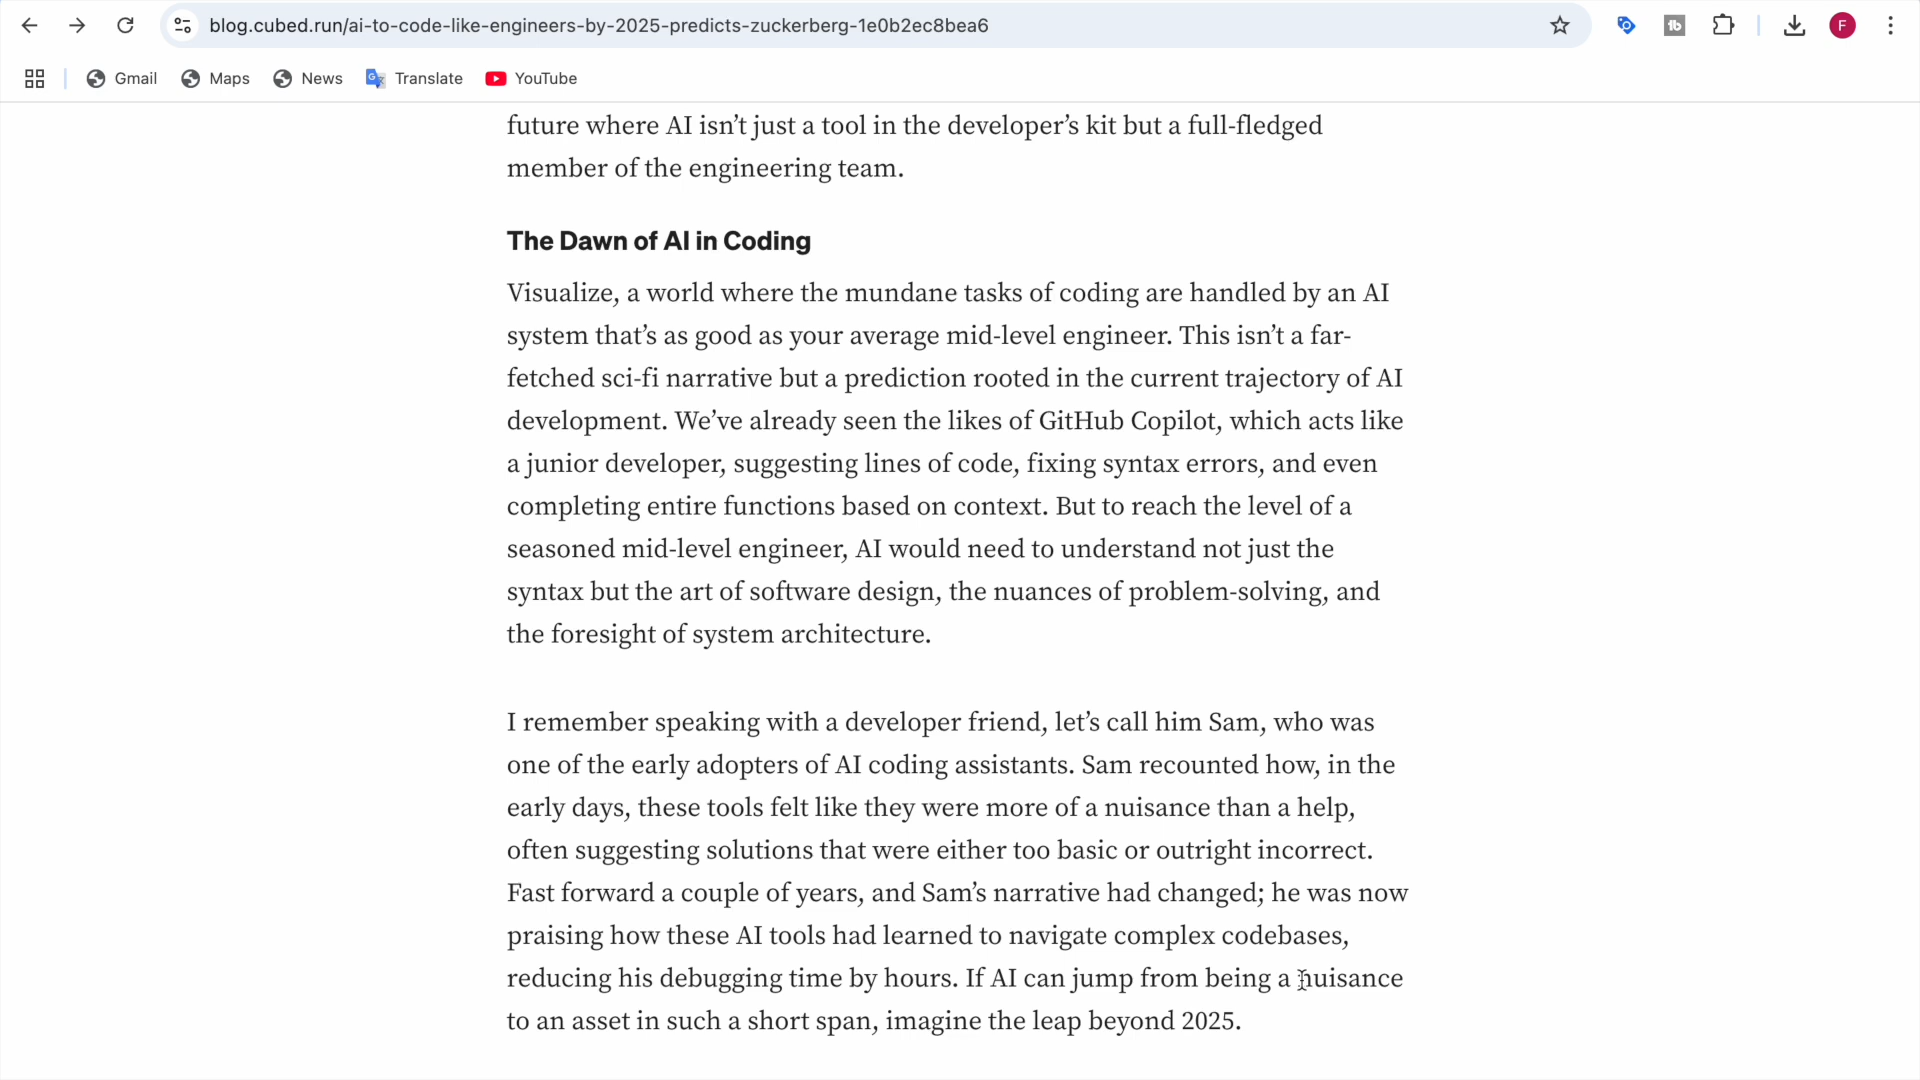 blog.cubed.run/ai-to-code-like-engineers-by-2025-predicts-zuckerberg-1e0b2ec8bea6
tb
F
Gmail
Maps
News
Translate
YouTube
future where AI isn’t just a tool in the developer’s kit but a full-fledged
member of the engineering team.
The Dawn of AI in Coding
Visualize, a world where the mundane tasks of coding are handled by an AI
system that’s as good as your average mid-level engineer. This isn’t a far-
fetched sci-fi narrative but a prediction rooted in the current trajectory of AI
development. We’ve already seen the likes of GitHub Copilot, which acts like
a junior developer, suggesting lines of code, fixing syntax errors, and even
completing entire functions based on context. But to reach the level of a
seasoned mid-level engineer, AI would need to understand not just the
syntax but the art of software design, the nuances of problem-solving, and
the foresight of system architecture.
I remember speaking with a developer friend, let’s call him Sam, who was
one of the early adopters of AI coding assistants. Sam recounted how, in the
early days, these tools felt like they were more of a nuisance than a help,
often suggesting solutions that were either too basic or outright incorrect.
Fast forward a couple of years, and Sam’s narrative had changed; he was now
praising how these AI tools had learned to navigate complex codebases,
reducing his debugging time by hours. If AI can jump from being a nuisance
to an asset in such a short span, imagine the leap beyond 2025.